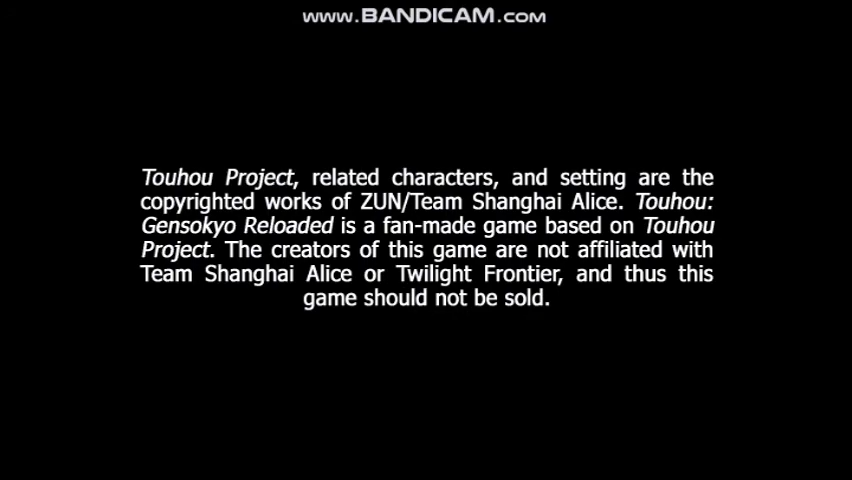 www.BANDICAM.com
Touhou Project, related characters, and setting are the
copyrighted works of ZUN/Team Shanghai Alice. Touhou:
Gensokyo Reloaded is a fan-made game based on Touhou
Project. The creators of this game are not affiliated with
Team Shanghai Alice or Twilight Frontier, and thus this
game should not be sold.